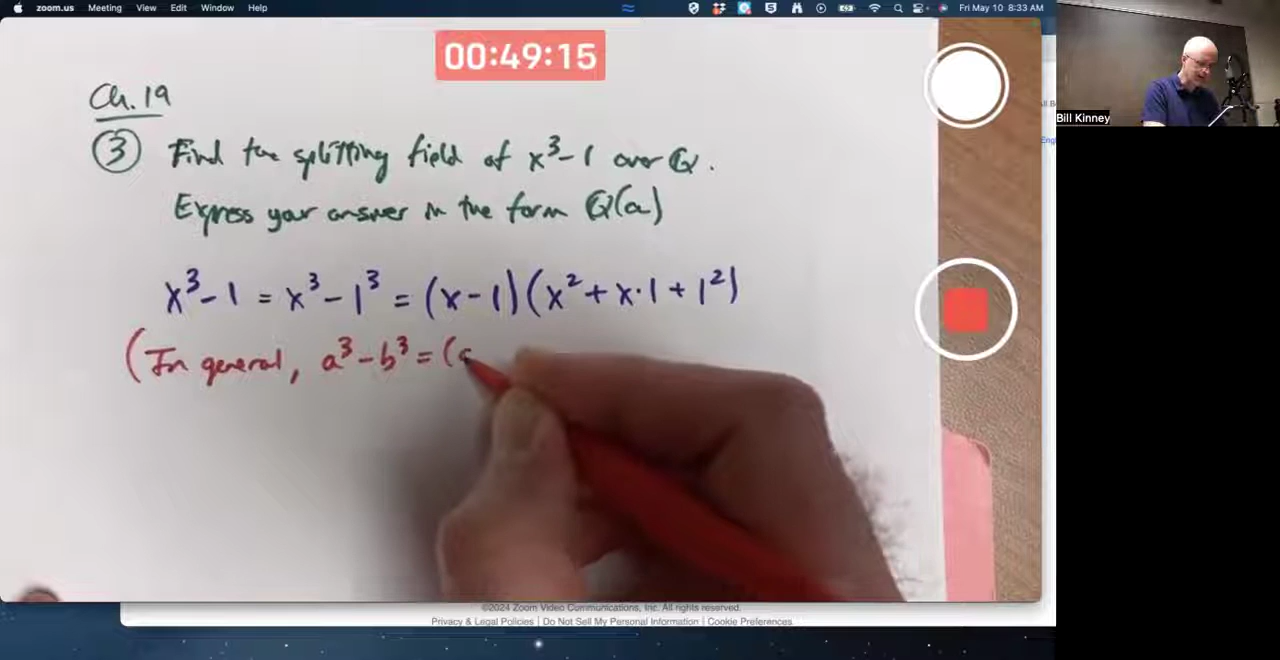 zoom.us Meeting View Edit Window Help Fri May 10 8:33 AM
00:49:15
Bill Kinney
Ch. 19
③ Find the splitting field of x³-1 over ℚ.
Express your answer in the form ℚ(a)
x³-1 = x³-1³ = (x-1)(x²+x·1+1²)
(In general, a³-b³ = (a
©2024 Zoom Video Communications, Inc. All rights reserved.
Privacy & Legal Policies | Do Not Sell My Personal Information | Cookie Preferences